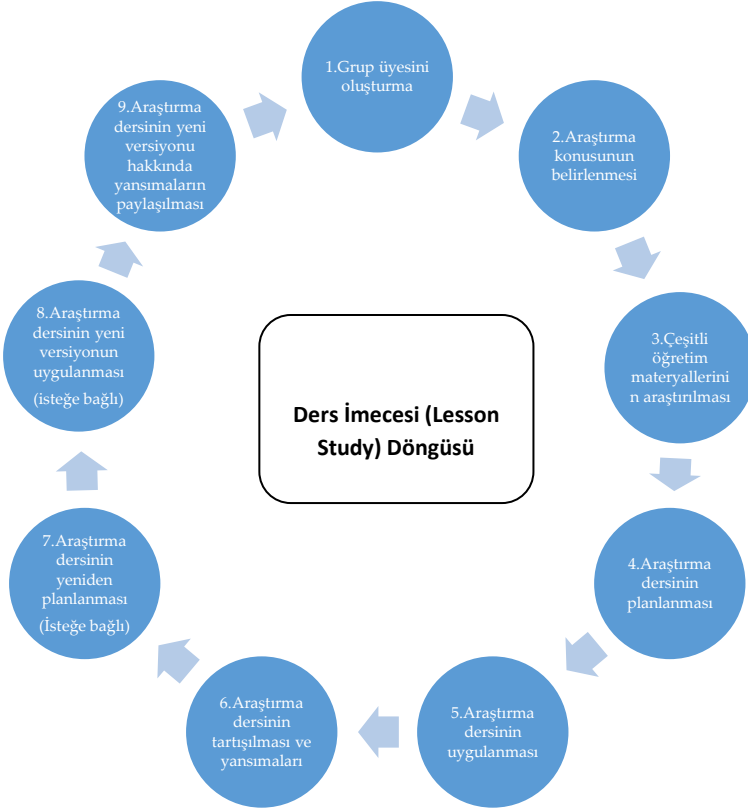 1.Grup üyesini
oluşturma
2.Araştırma
konusunun
belirlenmesi
3.Çeşitli
öğretim
materyallerini
n araştırılması
4.Araştırma
dersinin
planlanması
5.Araştırma
dersinin
uygulanması
6.Araştırma
dersinin
tartışılması ve
yansımaları
7.Araştırma
dersinin
yeniden
planlanması
(İsteğe bağlı)
8.Araştırma
dersinin yeni
versiyonun
uygulanması
(isteğe bağlı)
9.Araştırma
dersinin yeni
versiyonu
hakkında
yansımaların
paylaşılması
Ders İmecesi (Lesson
Study) Döngüsü